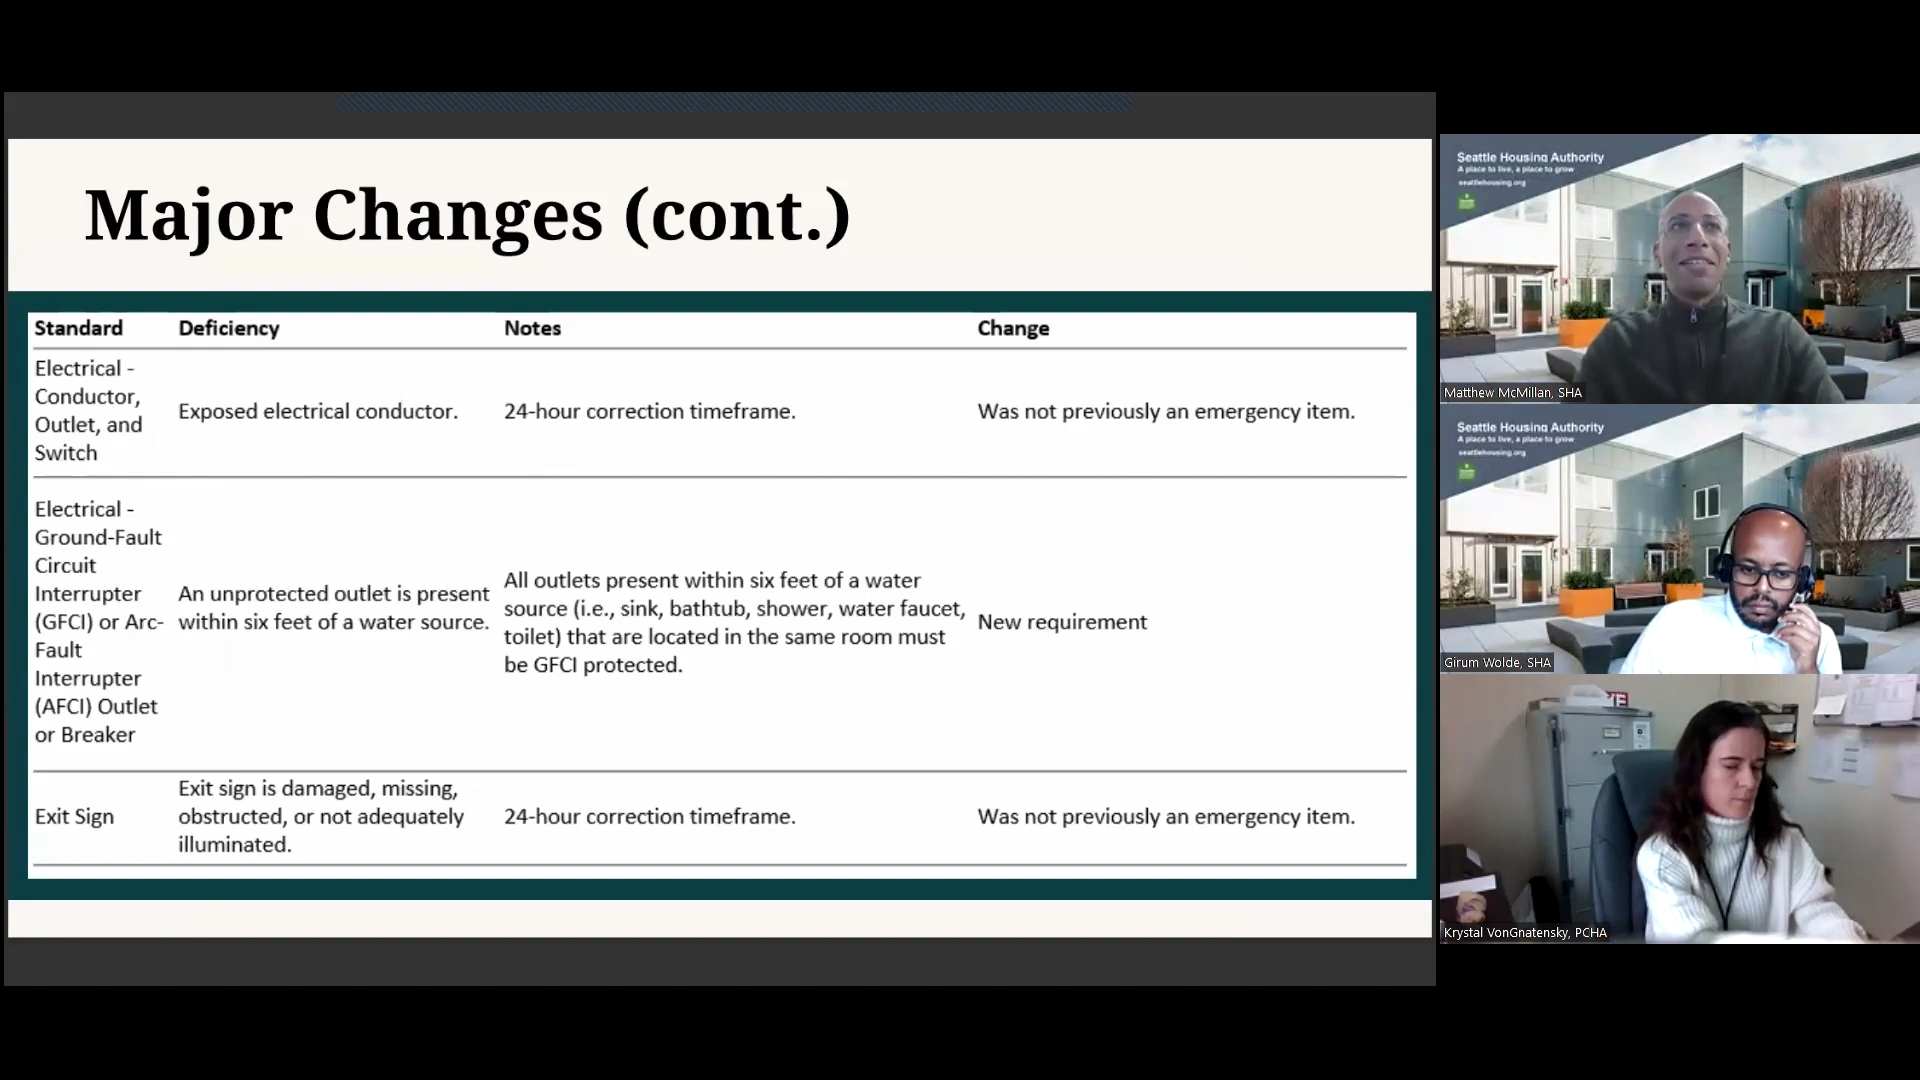 Major Changes (cont.)
Standard Deficiency Notes Change
Electrical -
Conductor,
Outlet, and
Switch
Exposed electrical conductor.
24-hour correction timeframe.
Was not previously an emergency item.
Electrical -
Ground-Fault
Circuit
Interrupter
(GFCI) or Arc-
Fault
Interrupter
(AFCI) Outlet
or Breaker
An unprotected outlet is present
within six feet of a water source.
All outlets present within six feet of a water
source (i.e., sink, bathtub, shower, water faucet,
toilet) that are located in the same room must
be GFCI protected.
New requirement
Exit Sign
Exit sign is damaged, missing,
obstructed, or not adequately
illuminated.
24-hour correction timeframe.
Was not previously an emergency item.
Seattle Housing Authority
A place to live, a place to grow
seattlehousing.org
Matthew McMillan, SHA
Seattle Housing Authority
A place to live, a place to grow
seattlehousing.org
Girum Wolde, SHA
Krystal VonGnatensky, PCHA